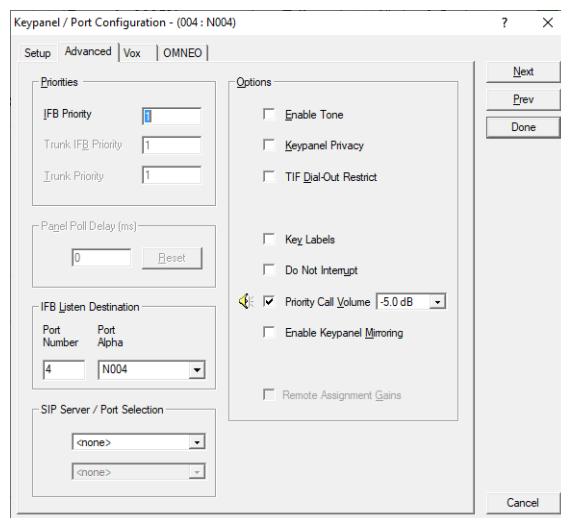 Keypanel / Port Configuration - (004 : N004)
? ×
Setup Advanced Vox OMNEO
Priorities
IFB Priority 1
Trunk IFB Priority 1
Trunk Priority 1
Panel Poll Delay (ms)
0 Reset
IFB Listen Destination
Port Number
Port Alpha
4 N004
SIP Server / Port Selection
<none>
<none>
Options
Enable Tone
Keypanel Privacy
TIF Dial-Out Restrict
Key Labels
Do Not Interrupt
Priority Call Volume -5.0 dB
Enable Keypanel Mirroring
Remote Assignment Gains
Next
Prev
Done
Cancel